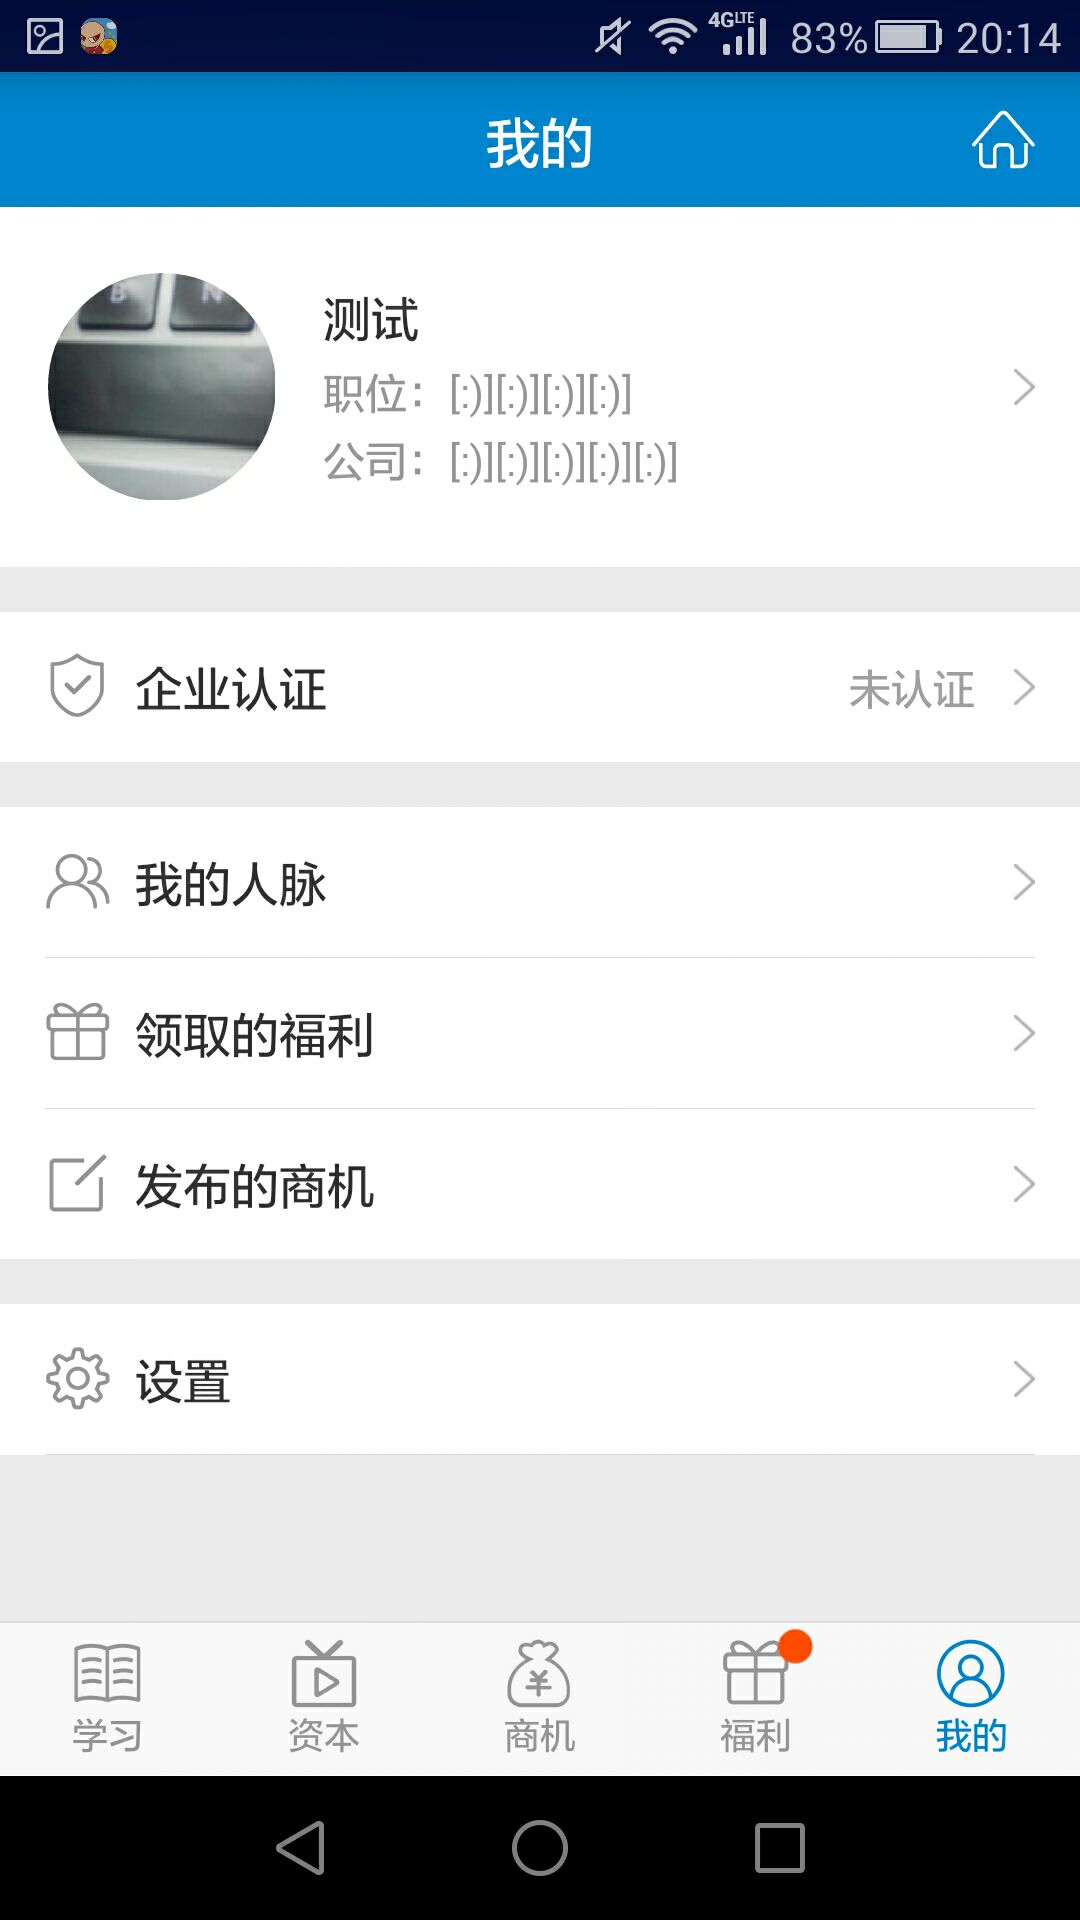 4G LTE 83% 20:14
我的
测试
职位：[:)][:)][:)][:)]
公司：[:)][:)][:)][:)][:)]
企业认证 未认证
我的人脉
领取的福利
发布的商机
设置
学习 资本 商机 福利 我的